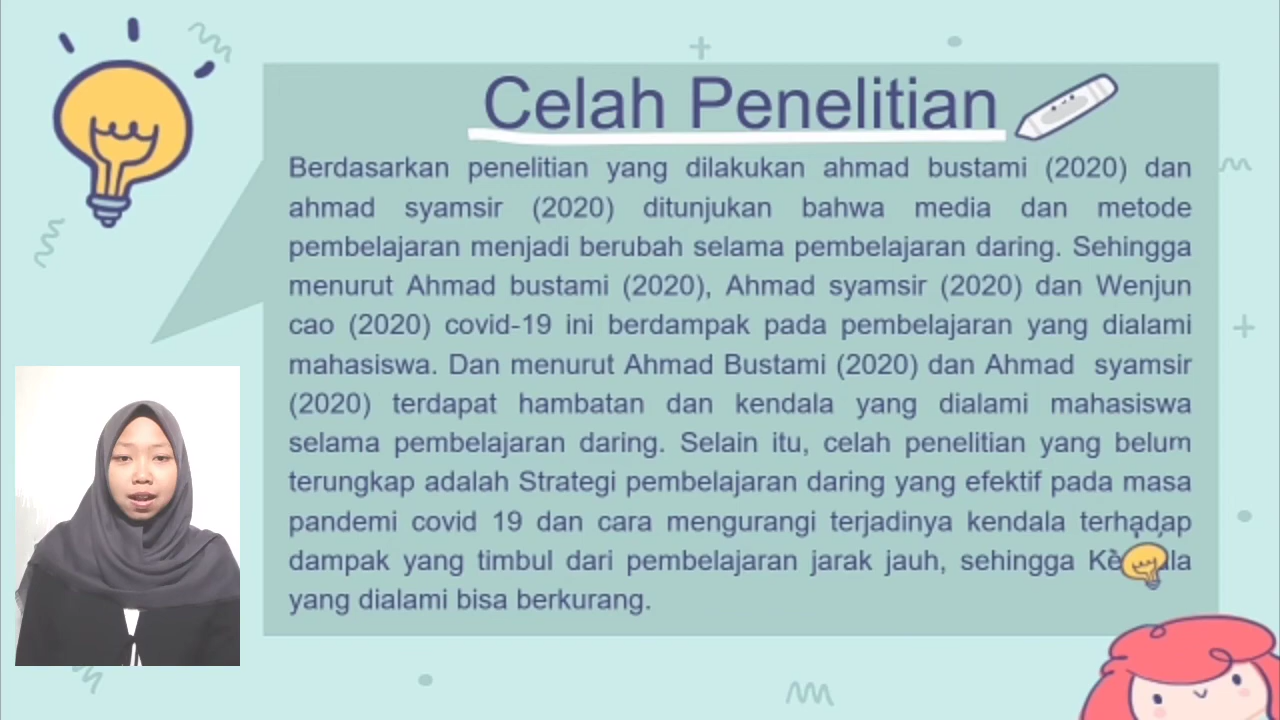 Celah Penelitian
Berdasarkan penelitian yang dilakukan ahmad bustami (2020) dan
ahmad syamsir (2020) ditunjukan bahwa media dan metode
pembelajaran menjadi berubah selama pembelajaran daring. Sehingga
menurut Ahmad bustami (2020), Ahmad syamsir (2020) dan Wenjun
cao (2020) covid-19 ini berdampak pada pembelajaran yang dialami
mahasiswa. Dan menurut Ahmad Bustami (2020) dan Ahmad syamsir
(2020) terdapat hambatan dan kendala yang dialami mahasiswa
selama pembelajaran daring. Selain itu, celah penelitian yang belum
terungkap adalah Strategi pembelajaran daring yang efektif pada masa
pandemi covid 19 dan cara mengurangi terjadinya kendala terhadap
dampak yang timbul dari pembelajaran jarak jauh, sehingga
yang dialami bisa berkurang.